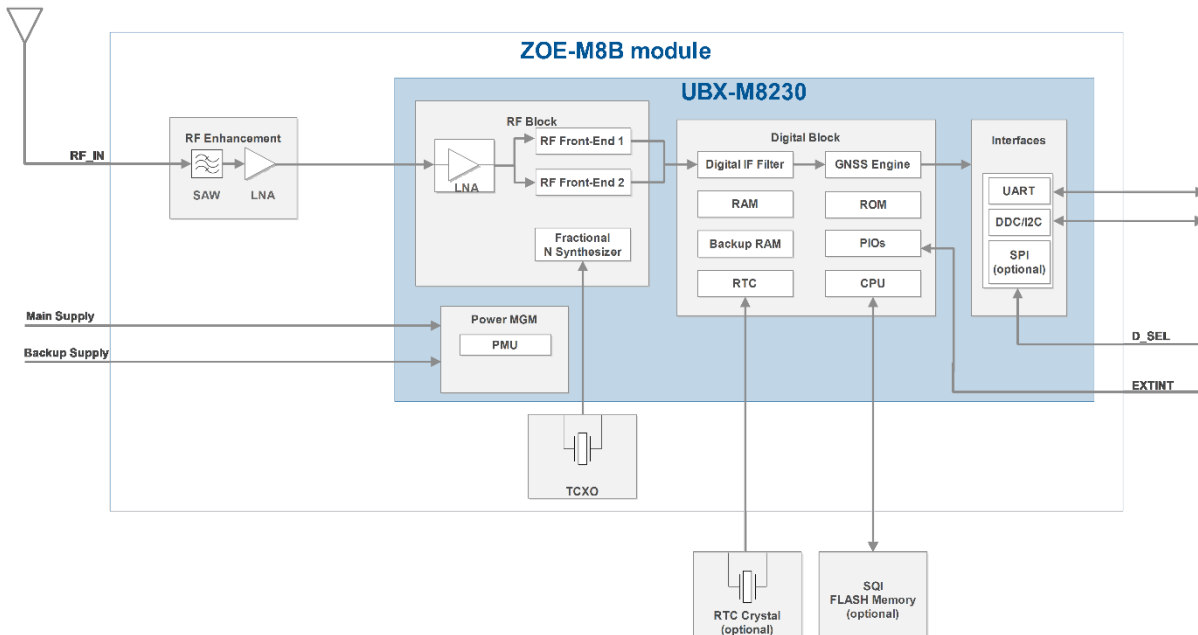 ZOE-M8B module
UBX-M8230
RF Enhancement
RF_IN
SAW
LNA
RF Block
LNA
RF Front-End 1
RF Front-End 2
Fractional
N Synthesizer
Digital Block
Digital IF Filter
GNSS Engine
RAM
ROM
Backup RAM
PIOs
RTC
CPU
Interfaces
UART
DDC/I2C
SPI
(optional)
Main Supply
Backup Supply
Power MGM
PMU
D_SEL
EXTINT
TCXO
RTC Crystal
(optional)
SQI
FLASH Memory
(optional)